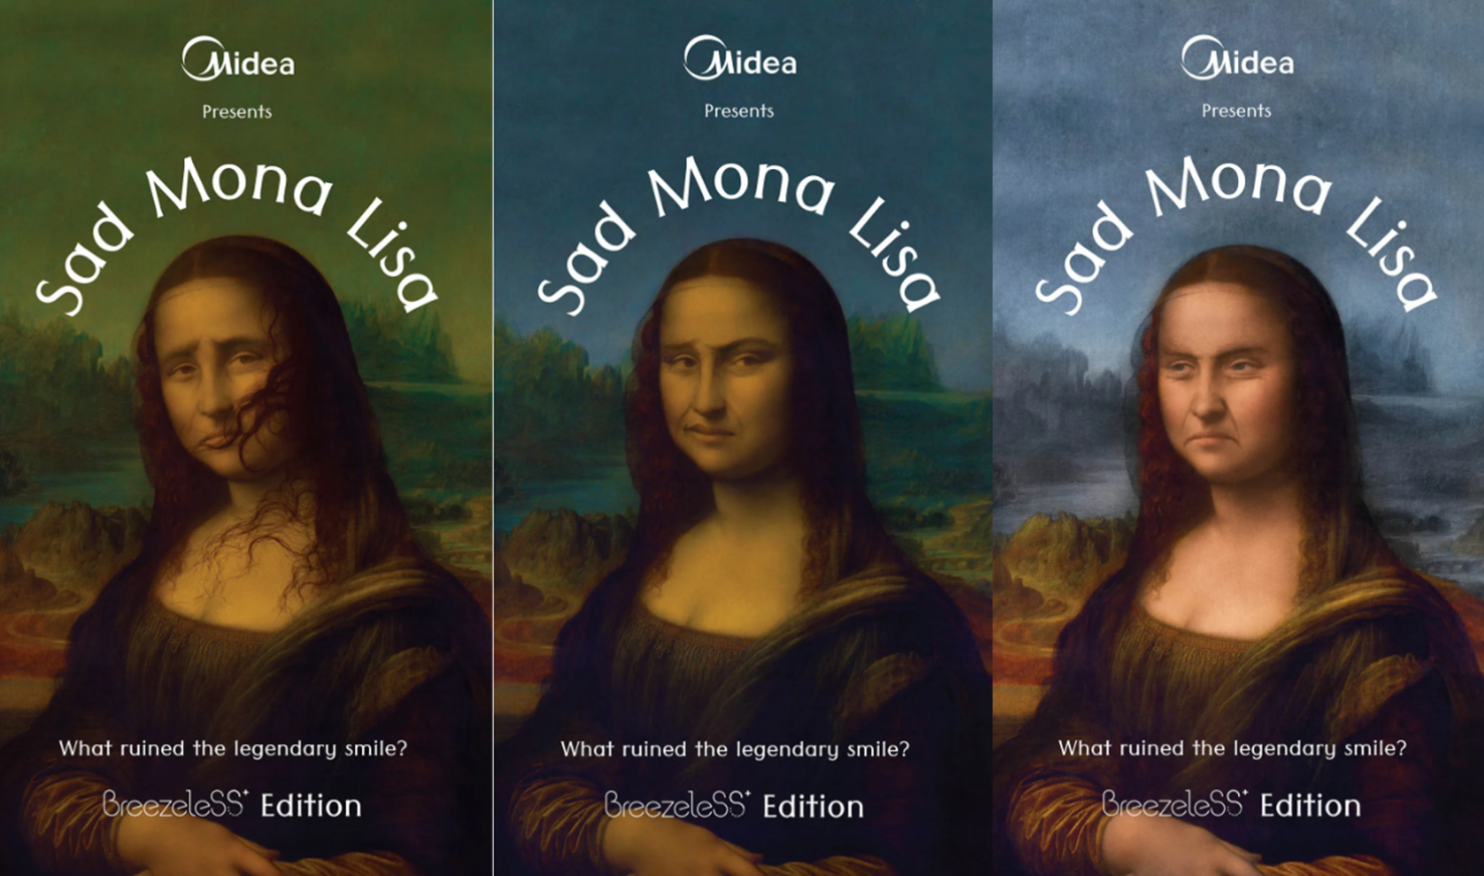 Midea
Presents
Sad Mona Lisa
What ruined the legendary smile?
BreezeleSS+ Edition
Midea
Presents
Sad Mona Lisa
What ruined the legendary smile?
BreezeleSS+ Edition
Midea
Presents
Sad Mona Lisa
What ruined the legendary smile?
BreezeleSS+ Edition